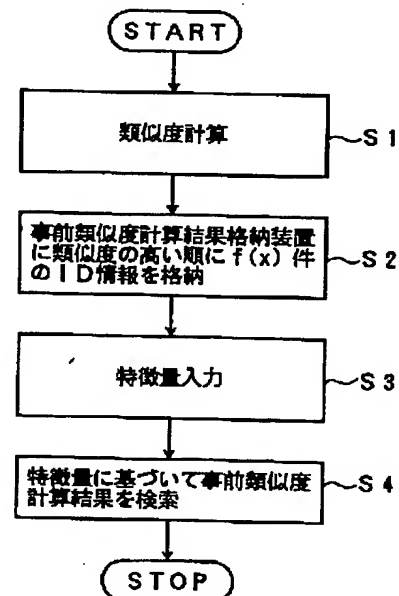 START
類似度計算
~S1
事前類似度計算結果格納装置
に類似度の高い順にf(x)件
のID情報を格納
~S2
特徴量入力
~S3
特徴量に基づいて事前類似度
計算結果を検索
~S4
STOP